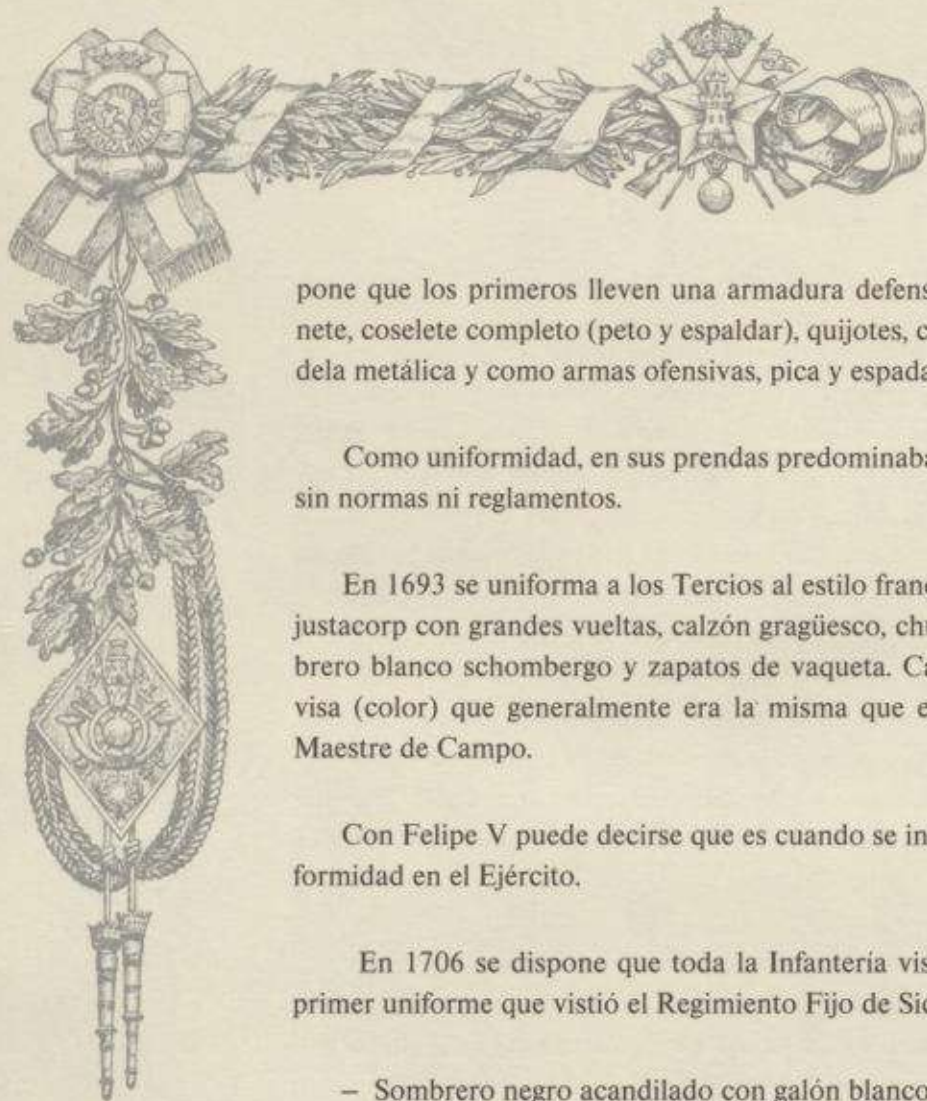 pone que los primeros lleven una armadura defens
nete, coselete completo (peto y espaldar), quijotes, c
dela metálica y como armas ofensivas, pica y espada
Como uniformidad, en sus prendas predominaba
sin normas ni reglamentos.
En 1693 se uniforma a los Tercios al estilo franc
justacorp con grandes vueltas, calzón gragüesco, chu
brero blanco schombergo y zapatos de vaqueta. Ca
visa (color) que generalmente era la misma que e
Maestre de Campo.
Con Felipe V puede decirse que es cuando se in
formidad en el Ejército.
En 1706 se dispone que toda la Infantería vis
primer uniforme que vistió el Regimiento Fijo de Sic
– Sombrero negro acandilado con galón blanco